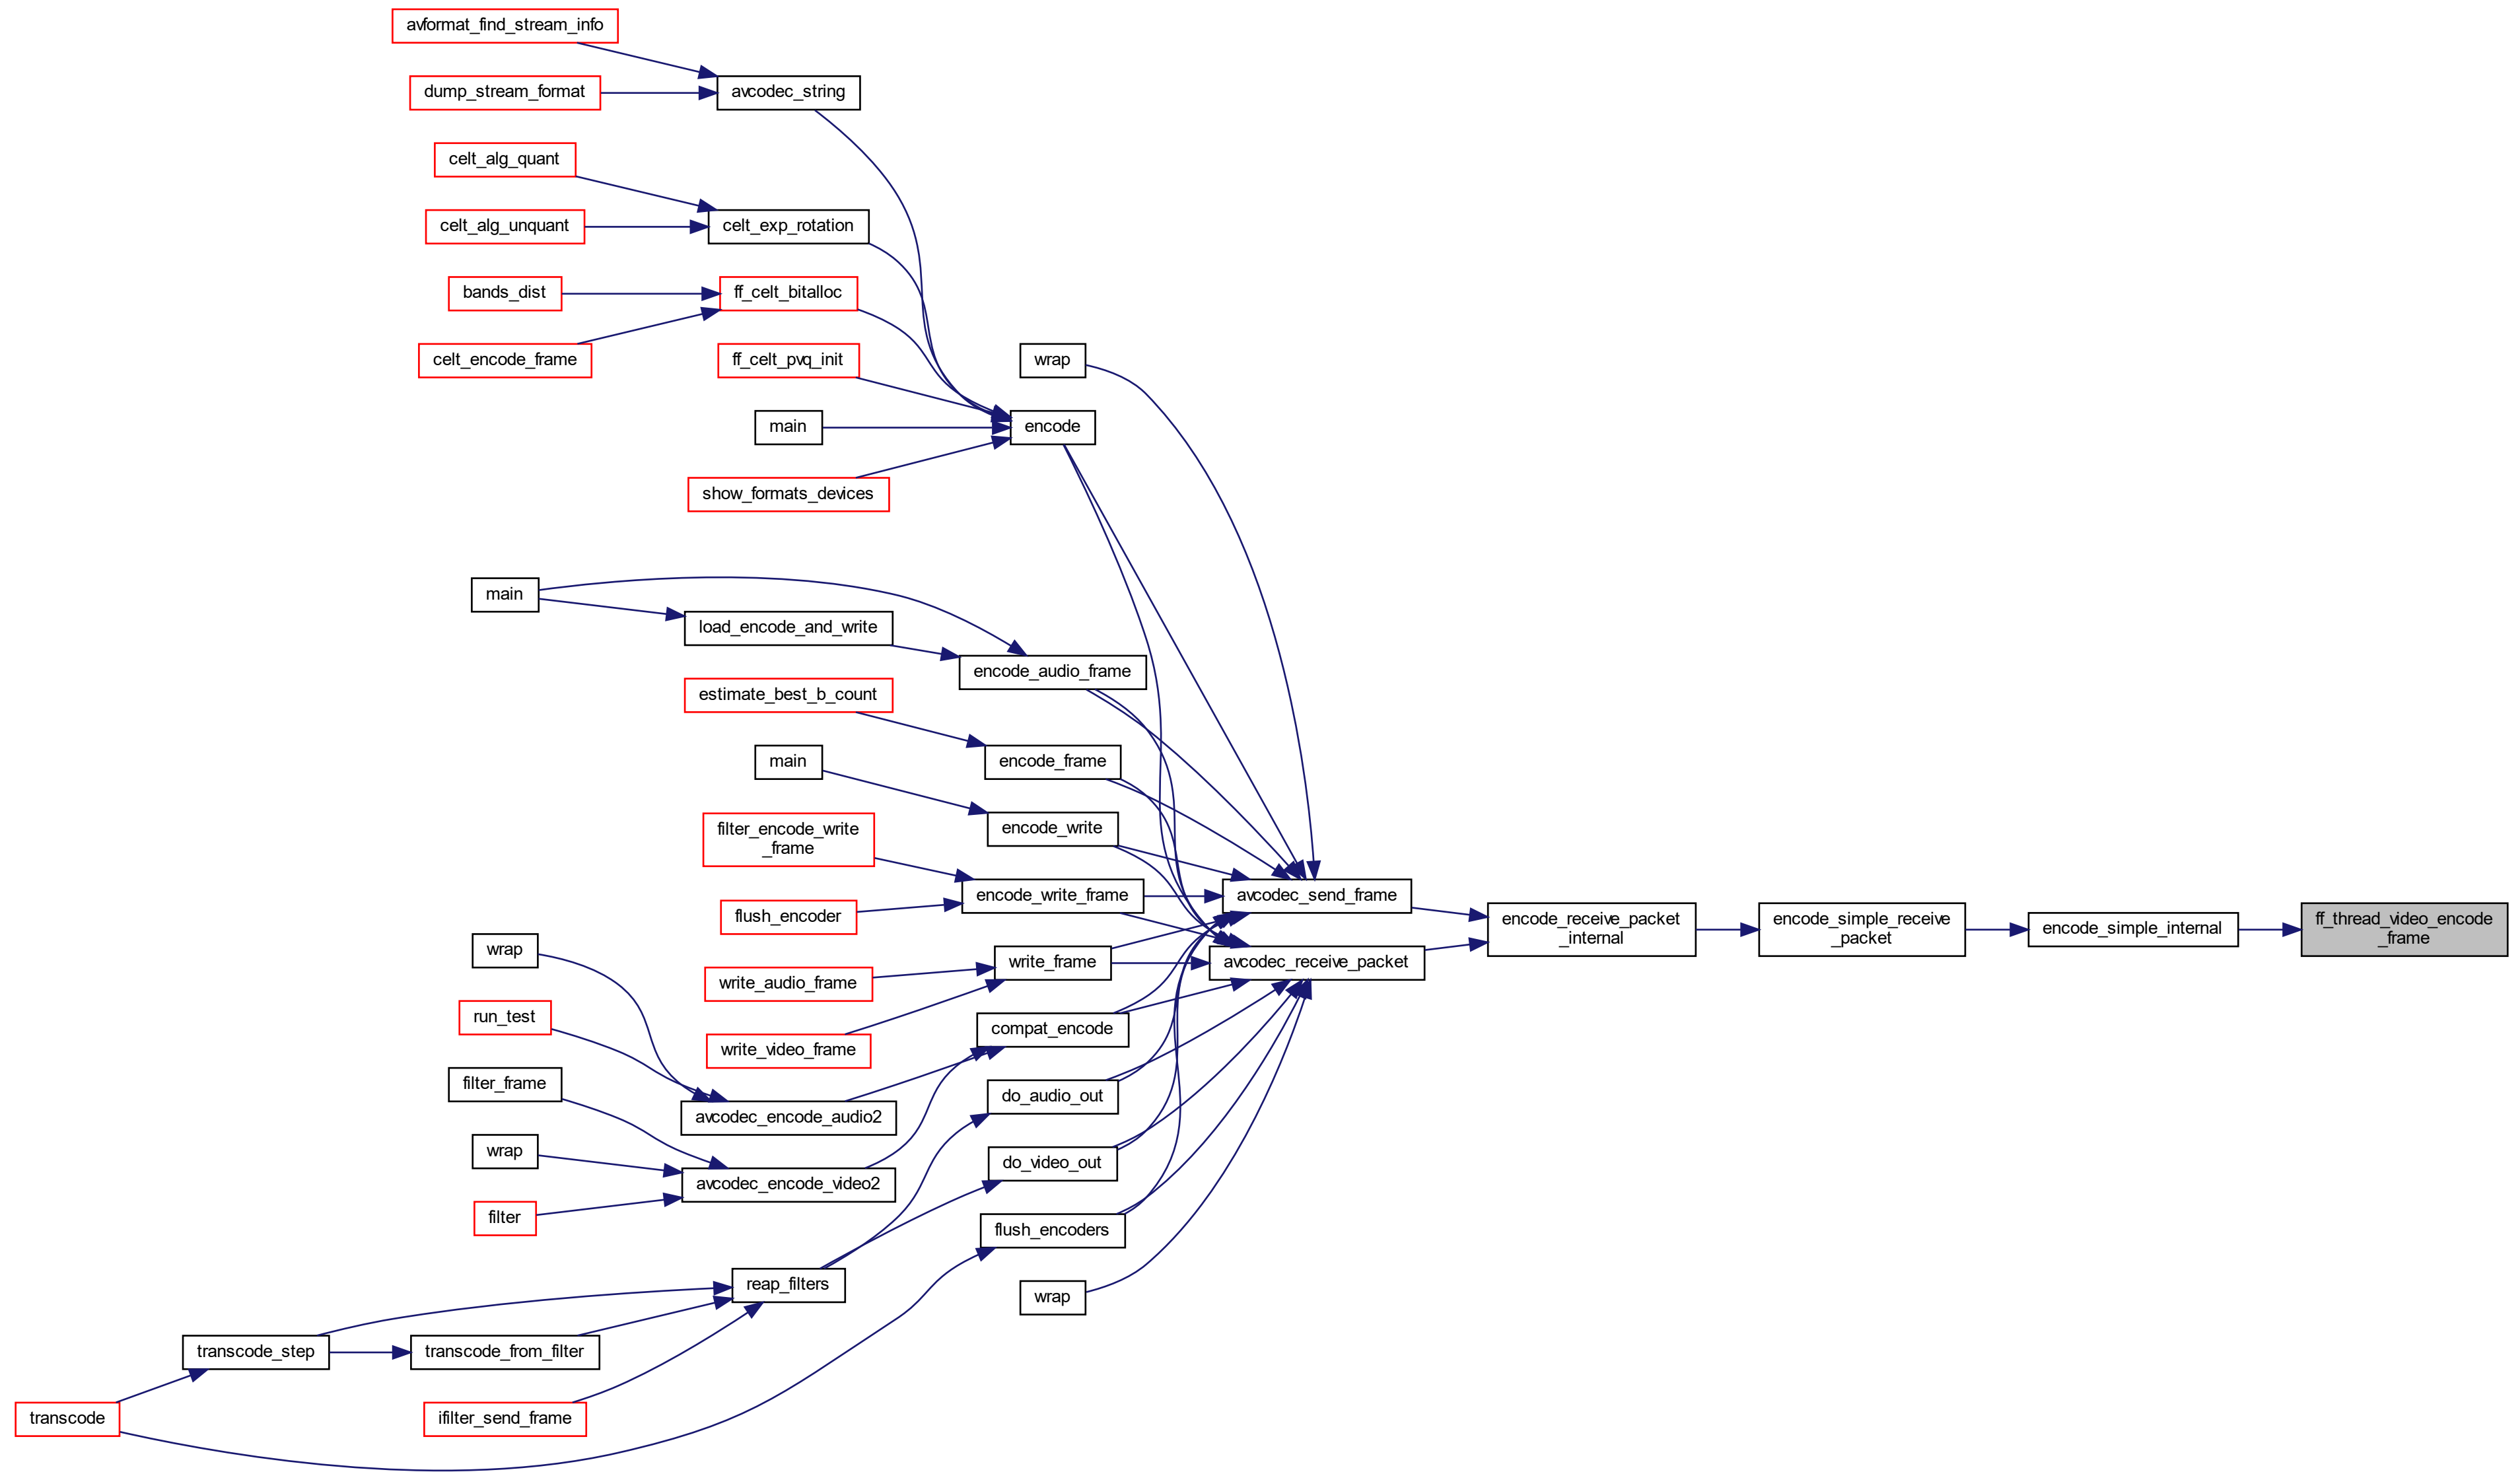 avformat_find_stream_info
dump_stream_format
avcodec_string
celt_alg_quant
celt_alg_unquant
celt_exp_rotation
bands_dist
ff_celt_bitalloc
celt_encode_frame
ff_celt_pvq_init
wrap
main
encode
show_formats_devices
main
load_encode_and_write
encode_audio_frame
estimate_best_b_count
main
encode_frame
encode_write
filter_encode_write
_frame
flush_encoder
encode_write_frame
avcodec_send_frame
encode_receive_packet
_internal
encode_simple_receive
_packet
encode_simple_internal
ff_thread_video_encode
_frame
wrap
write_audio_frame
write_frame
avcodec_receive_packet
run_test
write_video_frame
compat_encode
filter_frame
avcodec_encode_audio2
do_audio_out
wrap
avcodec_encode_video2
do_video_out
filter
flush_encoders
reap_filters
wrap
transcode_step
transcode_from_filter
transcode
ifilter_send_frame